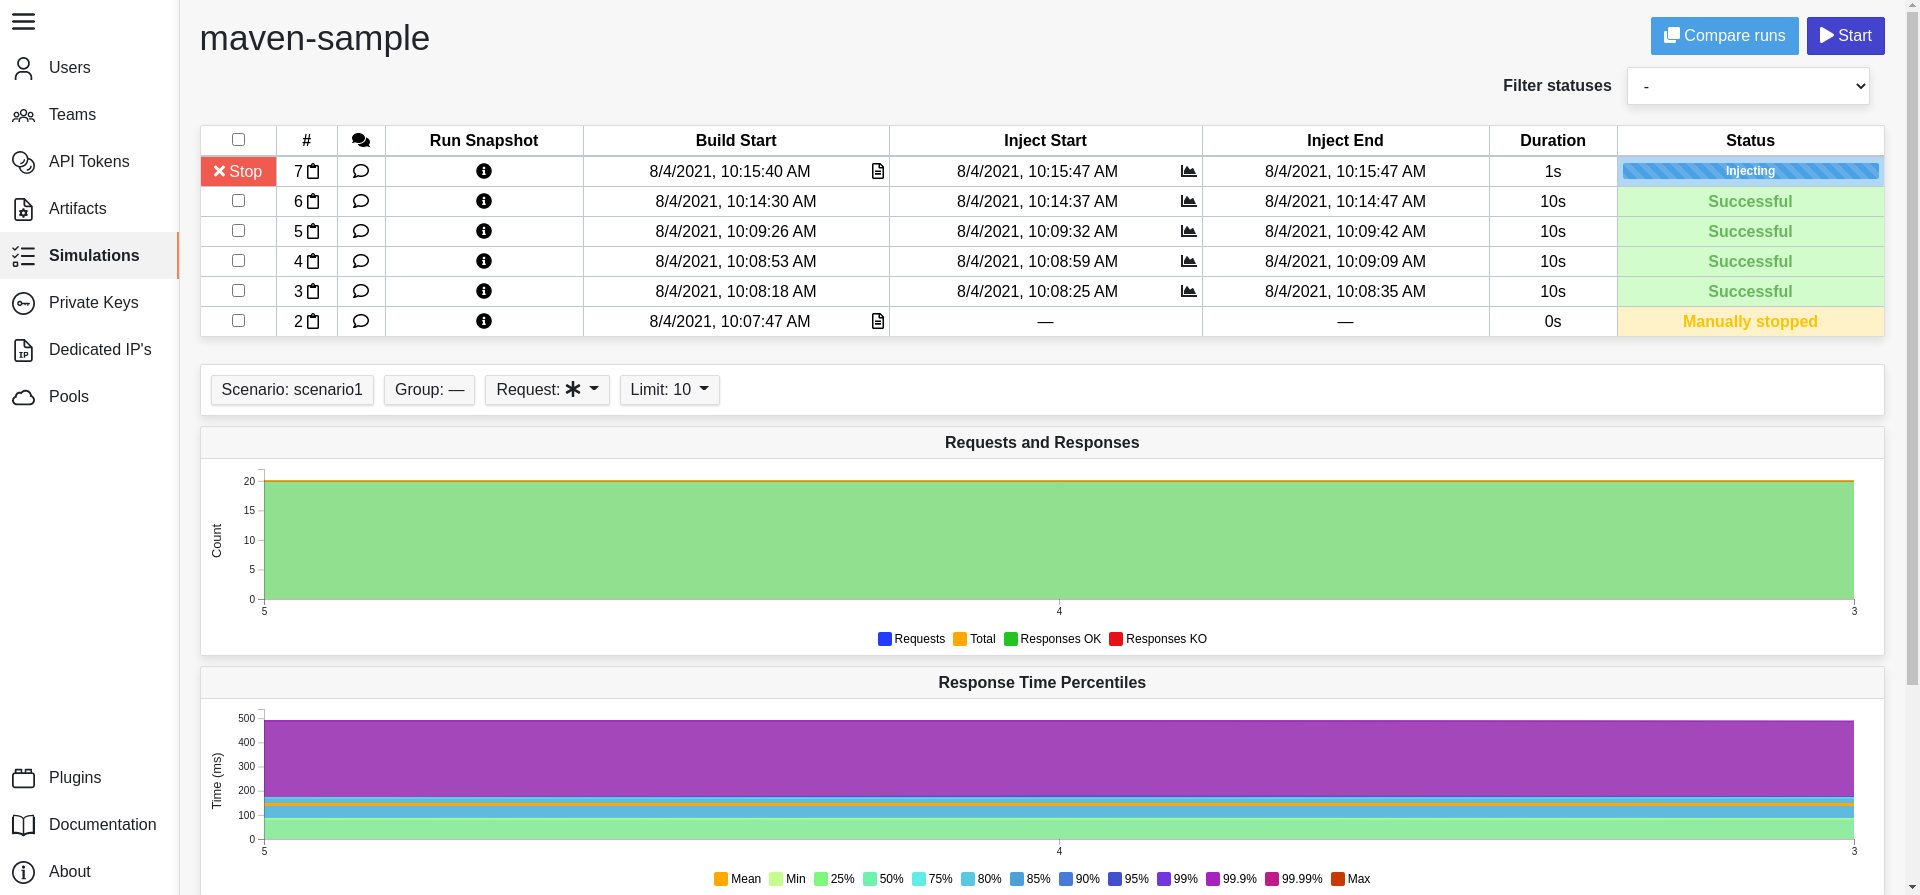 maven-sample
Compare runs
Start
Filter statuses
-
Users
Teams
API Tokens
Artifacts
Simulations
Private Keys
Dedicated IP's
Pools
Plugins
Documentation
About
# Run Snapshot Build Start Inject Start Inject End Duration Status
Stop 7 8/4/2021, 10:15:40 AM 8/4/2021, 10:15:47 AM 8/4/2021, 10:15:47 AM 1s Injecting
6 8/4/2021, 10:14:30 AM 8/4/2021, 10:14:37 AM 8/4/2021, 10:14:47 AM 10s Successful
5 8/4/2021, 10:09:26 AM 8/4/2021, 10:09:32 AM 8/4/2021, 10:09:42 AM 10s Successful
4 8/4/2021, 10:08:53 AM 8/4/2021, 10:08:59 AM 8/4/2021, 10:09:09 AM 10s Successful
3 8/4/2021, 10:08:18 AM 8/4/2021, 10:08:25 AM 8/4/2021, 10:08:35 AM 10s Successful
2 8/4/2021, 10:07:47 AM — — 0s Manually stopped
Scenario: scenario1 Group: — Request: ✱ Limit: 10
Requests and Responses
Count
20
15
10
5
0
5 4 3
Requests Total Responses OK Responses KO
Response Time Percentiles
Time (ms)
500
400
300
200
100
0
5 4 3
Mean Min 25% 50% 75% 80% 85% 90% 95% 99% 99.9% 99.99% Max